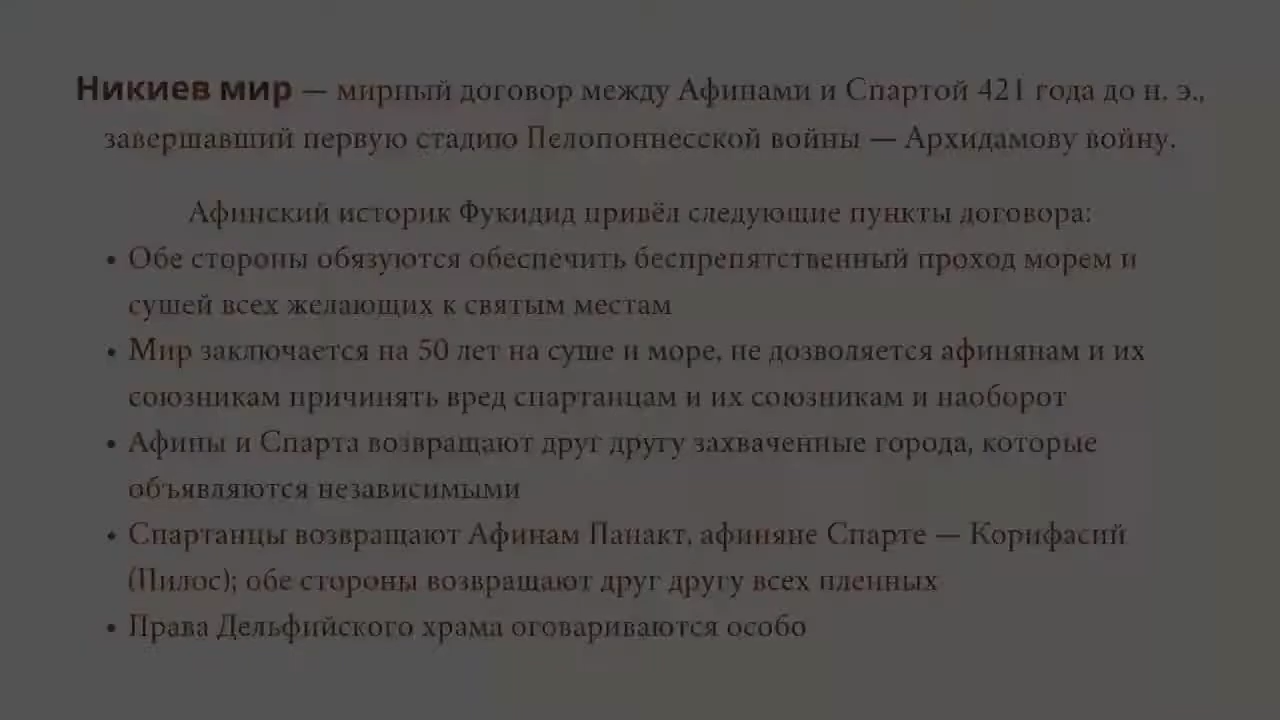 Никиев мир — мирный договор между Афинами и Спартой 421 года до н. э.,
завершавший первую стадию Пелопоннесской войны — Архидамову войну.
Афинский историк Фукидид привёл следующие пункты договора:
• Обе стороны обязуются обеспечить беспрепятственный проход морем и
сушей всех желающих к святым местам
• Мир заключается на 50 лет на суше и море, не дозволяется афинянам и их
союзникам причинять вред спартанцам и их союзникам и наоборот
• Афины и Спарта возвращают друг другу захваченные города, которые
объявляются независимыми
• Спартанцы возвращают Афинам Панакт, афиняне Спарте — Корифасий
(Пилос); обе стороны возвращают друг другу всех пленных
• Права Дельфийского храма оговариваются особо